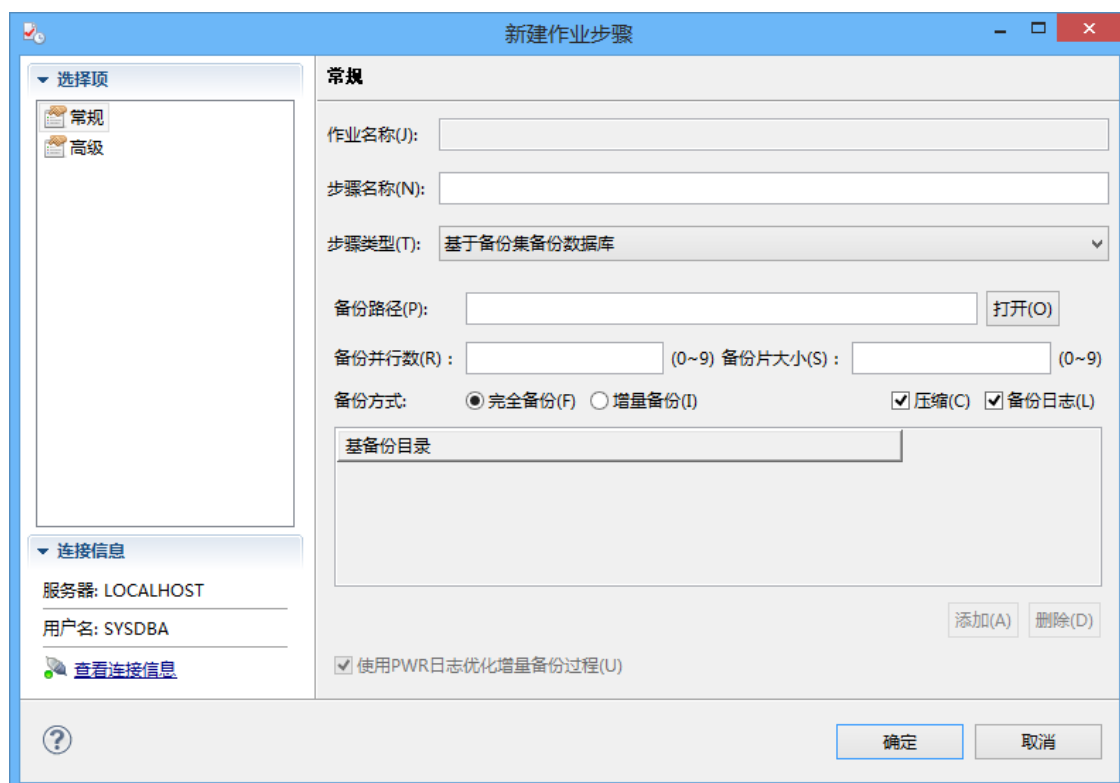 新建作业步骤
选择项
常规
高级
连接信息
服务器: LOCALHOST
用户名: SYSDBA
查看连接信息
常规
作业名称(J):
步骤名称(N):
步骤类型(T): 基于备份集备份数据库
备份路径(P): 打开(O)
备份并行数(R) : (0~9) 备份片大小(S) : (0~9)
备份方式: 完全备份(F) 增量备份(I) 压缩(C) 备份日志(L)
基备份目录
添加(A) 删除(D)
使用PWR日志优化增量备份过程(U)
确定 取消